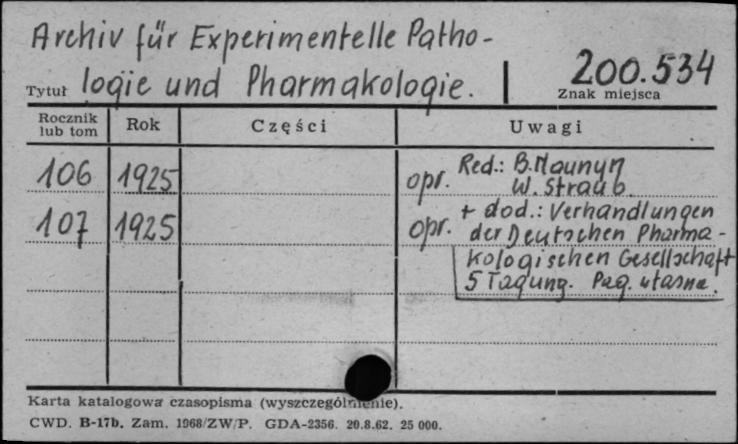 Archiv für Experimentelle Patho-
Tytuł logie und Pharmakologie. 200.534
Znak miejsca
Rocznik lub tom Rok Części Uwagi
106 1925 opr. Red.: B. Naunyn
W. Straub.
107 1925 opr. + dod.: Verhandlungen
der Deutschen Pharma-
kologischen Gesellschaft
5 Tagung. Pag. własna.
Karta katalogowa czasopisma (wyszczególnienie).
CWD. B-17b. Zam. 1968/ZW/P. GDA-2356. 20.8.62. 25 000.